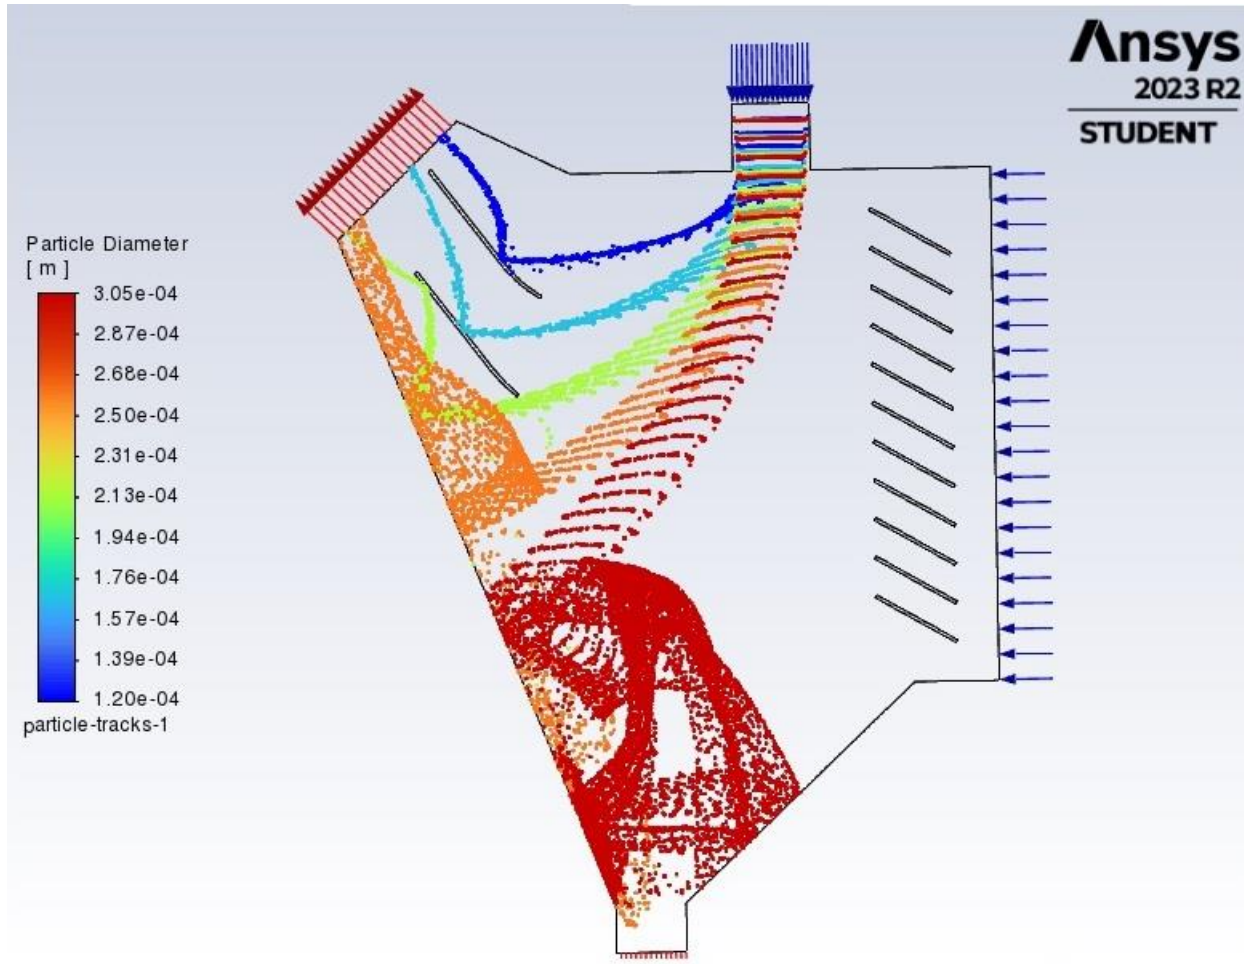 Ansys
2023 R2
STUDENT
Particle Diameter
[ m ]
3.05e-04
2.87e-04
2.68e-04
2.50e-04
2.31e-04
2.13e-04
1.94e-04
1.76e-04
1.57e-04
1.39e-04
1.20e-04
particle-tracks-1